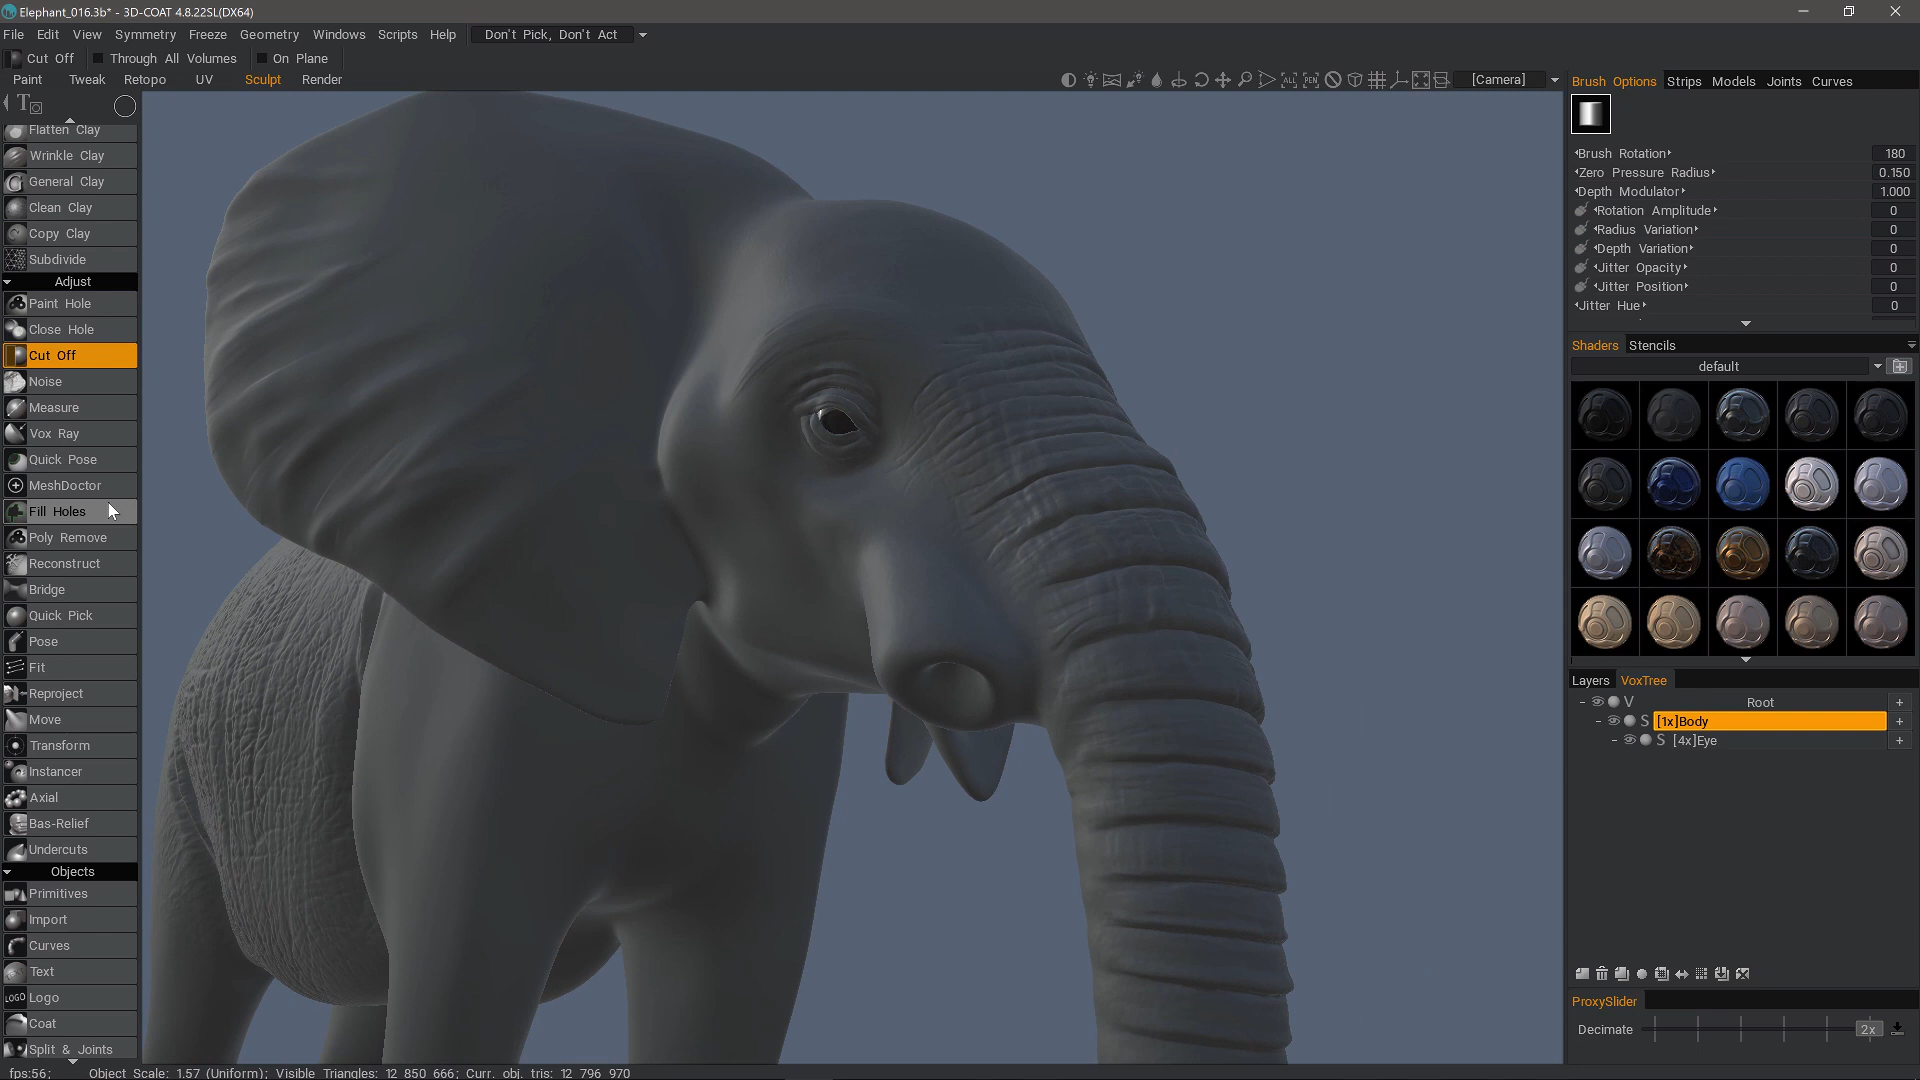 Elephant_016.3b* - 3D-COAT 4.8.22SL(DX64)
File Edit View Symmetry Freeze Geometry Windows Scripts Help Don't Pick, Don't Act
Cut Off Through All Volumes On Plane
Paint Tweak Retopo UV Sculpt Render
ALL PEN [Camera]
Flatten Clay
Wrinkle Clay
General Clay
Clean Clay
Copy Clay
Subdivide
Adjust
Paint Hole
Close Hole
Cut Off
Noise
Measure
Vox Ray
Quick Pose
MeshDoctor
Fill Holes
Poly Remove
Reconstruct
Bridge
Quick Pick
Pose
Fit
Reproject
Move
Transform
Instancer
Axial
Bas-Relief
Undercuts
Objects
Primitives
Import
Curves
Text
LOGO Logo
Coat
Split & Joints
Brush Options Strips Models Joints Curves
Brush Rotation 180
Zero Pressure Radius 0.150
Depth Modulator 1.000
Rotation Amplitude 0
Radius Variation 0
Depth Variation 0
Jitter Opacity 0
Jitter Position 0
Jitter Hue 0
Shaders Stencils
default
Layers VoxTree
- V Root +
- S [1x]Body +
- S [4x]Eye +
ProxySlider
Decimate 2x
fps:56; Object Scale: 1.57 (Uniform); Visible Triangles: 12 850 666; Curr. obj. tris: 12 796 970